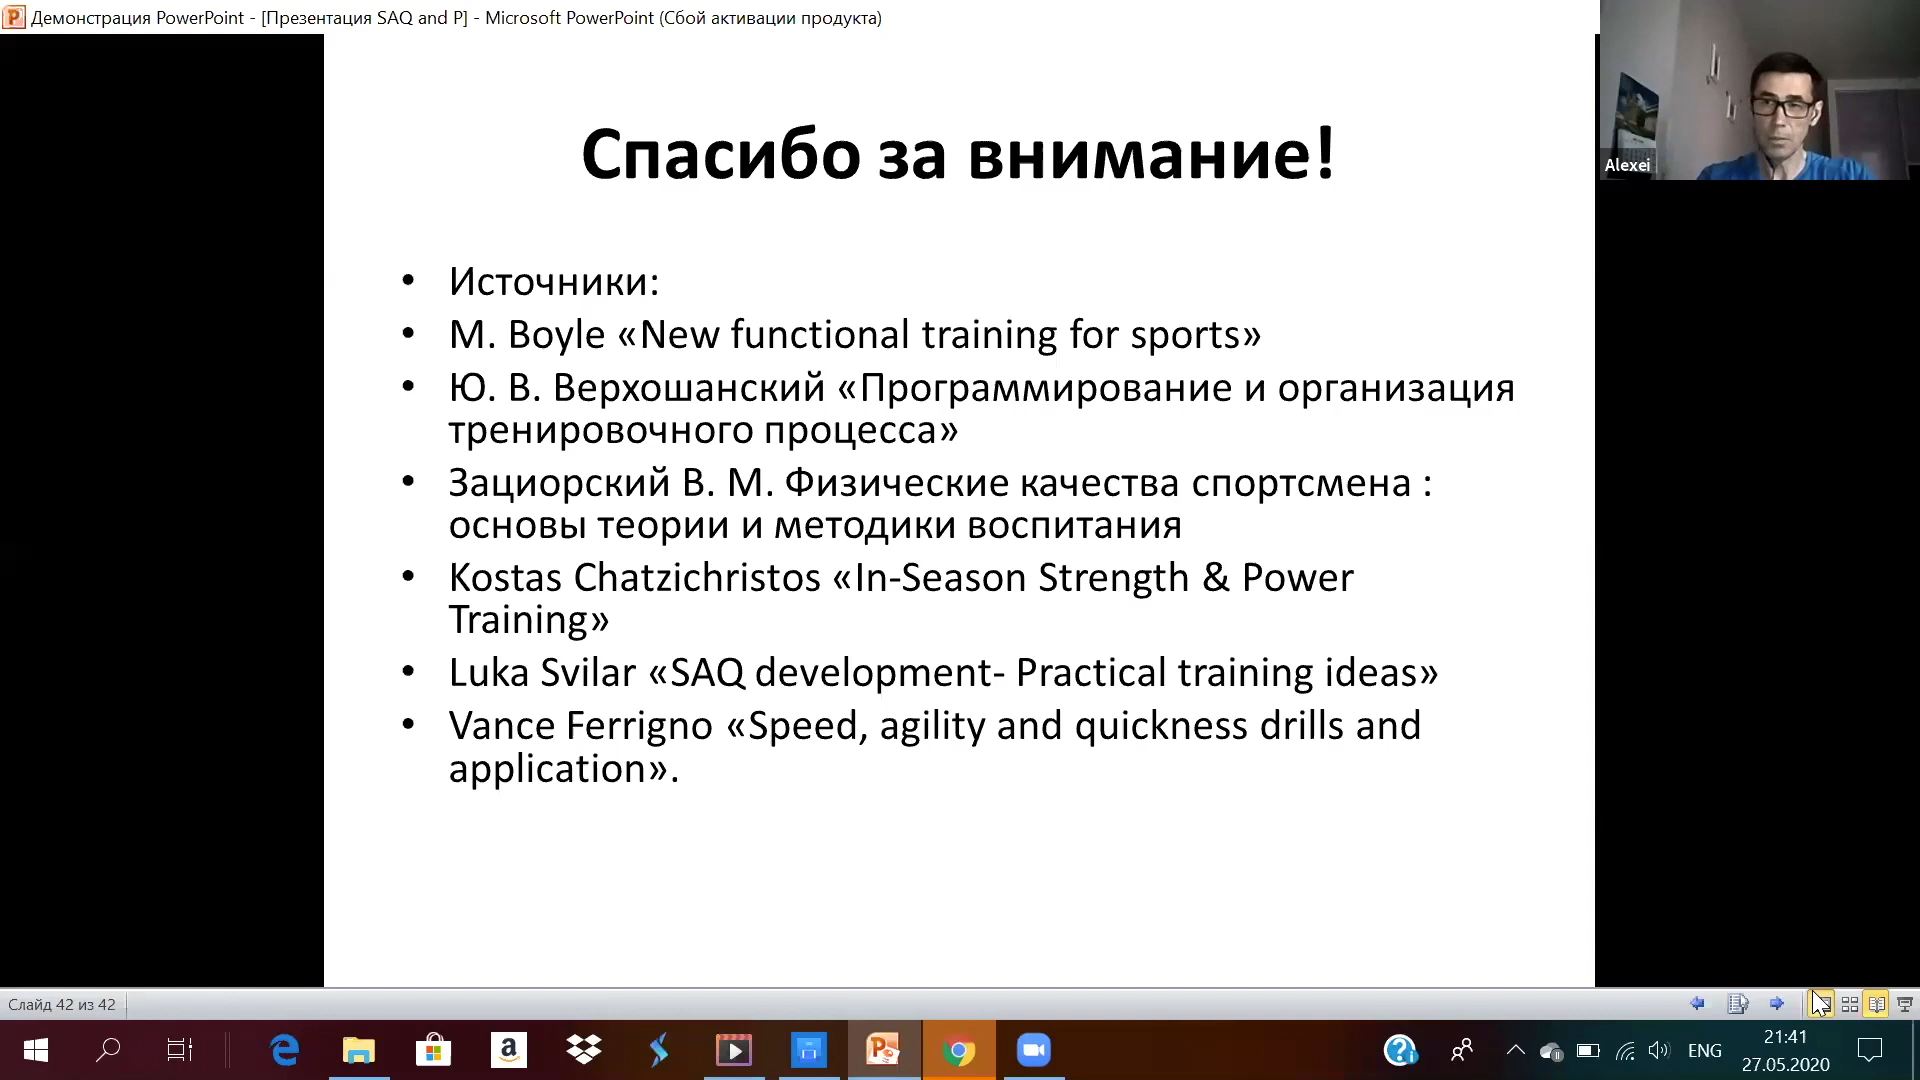 Демонстрация PowerPoint - [Презентация SAQ and P] - Microsoft PowerPoint (Сбой активации продукта)
Alexei
Спасибо за внимание!
• Источники:
• M. Boyle «New functional training for sports»
• Ю. В. Верхошанский «Программирование и организация
тренировочного процесса»
• Зациорский В. М. Физические качества спортсмена :
основы теории и методики воспитания
• Kostas Chatzichristos «In-Season Strength & Power
Training»
• Luka Svilar «SAQ development- Practical training ideas»
• Vance Ferrigno «Speed, agility and quickness drills and
application».
Слайд 42 из 42
ENG
21:41
27.05.2020